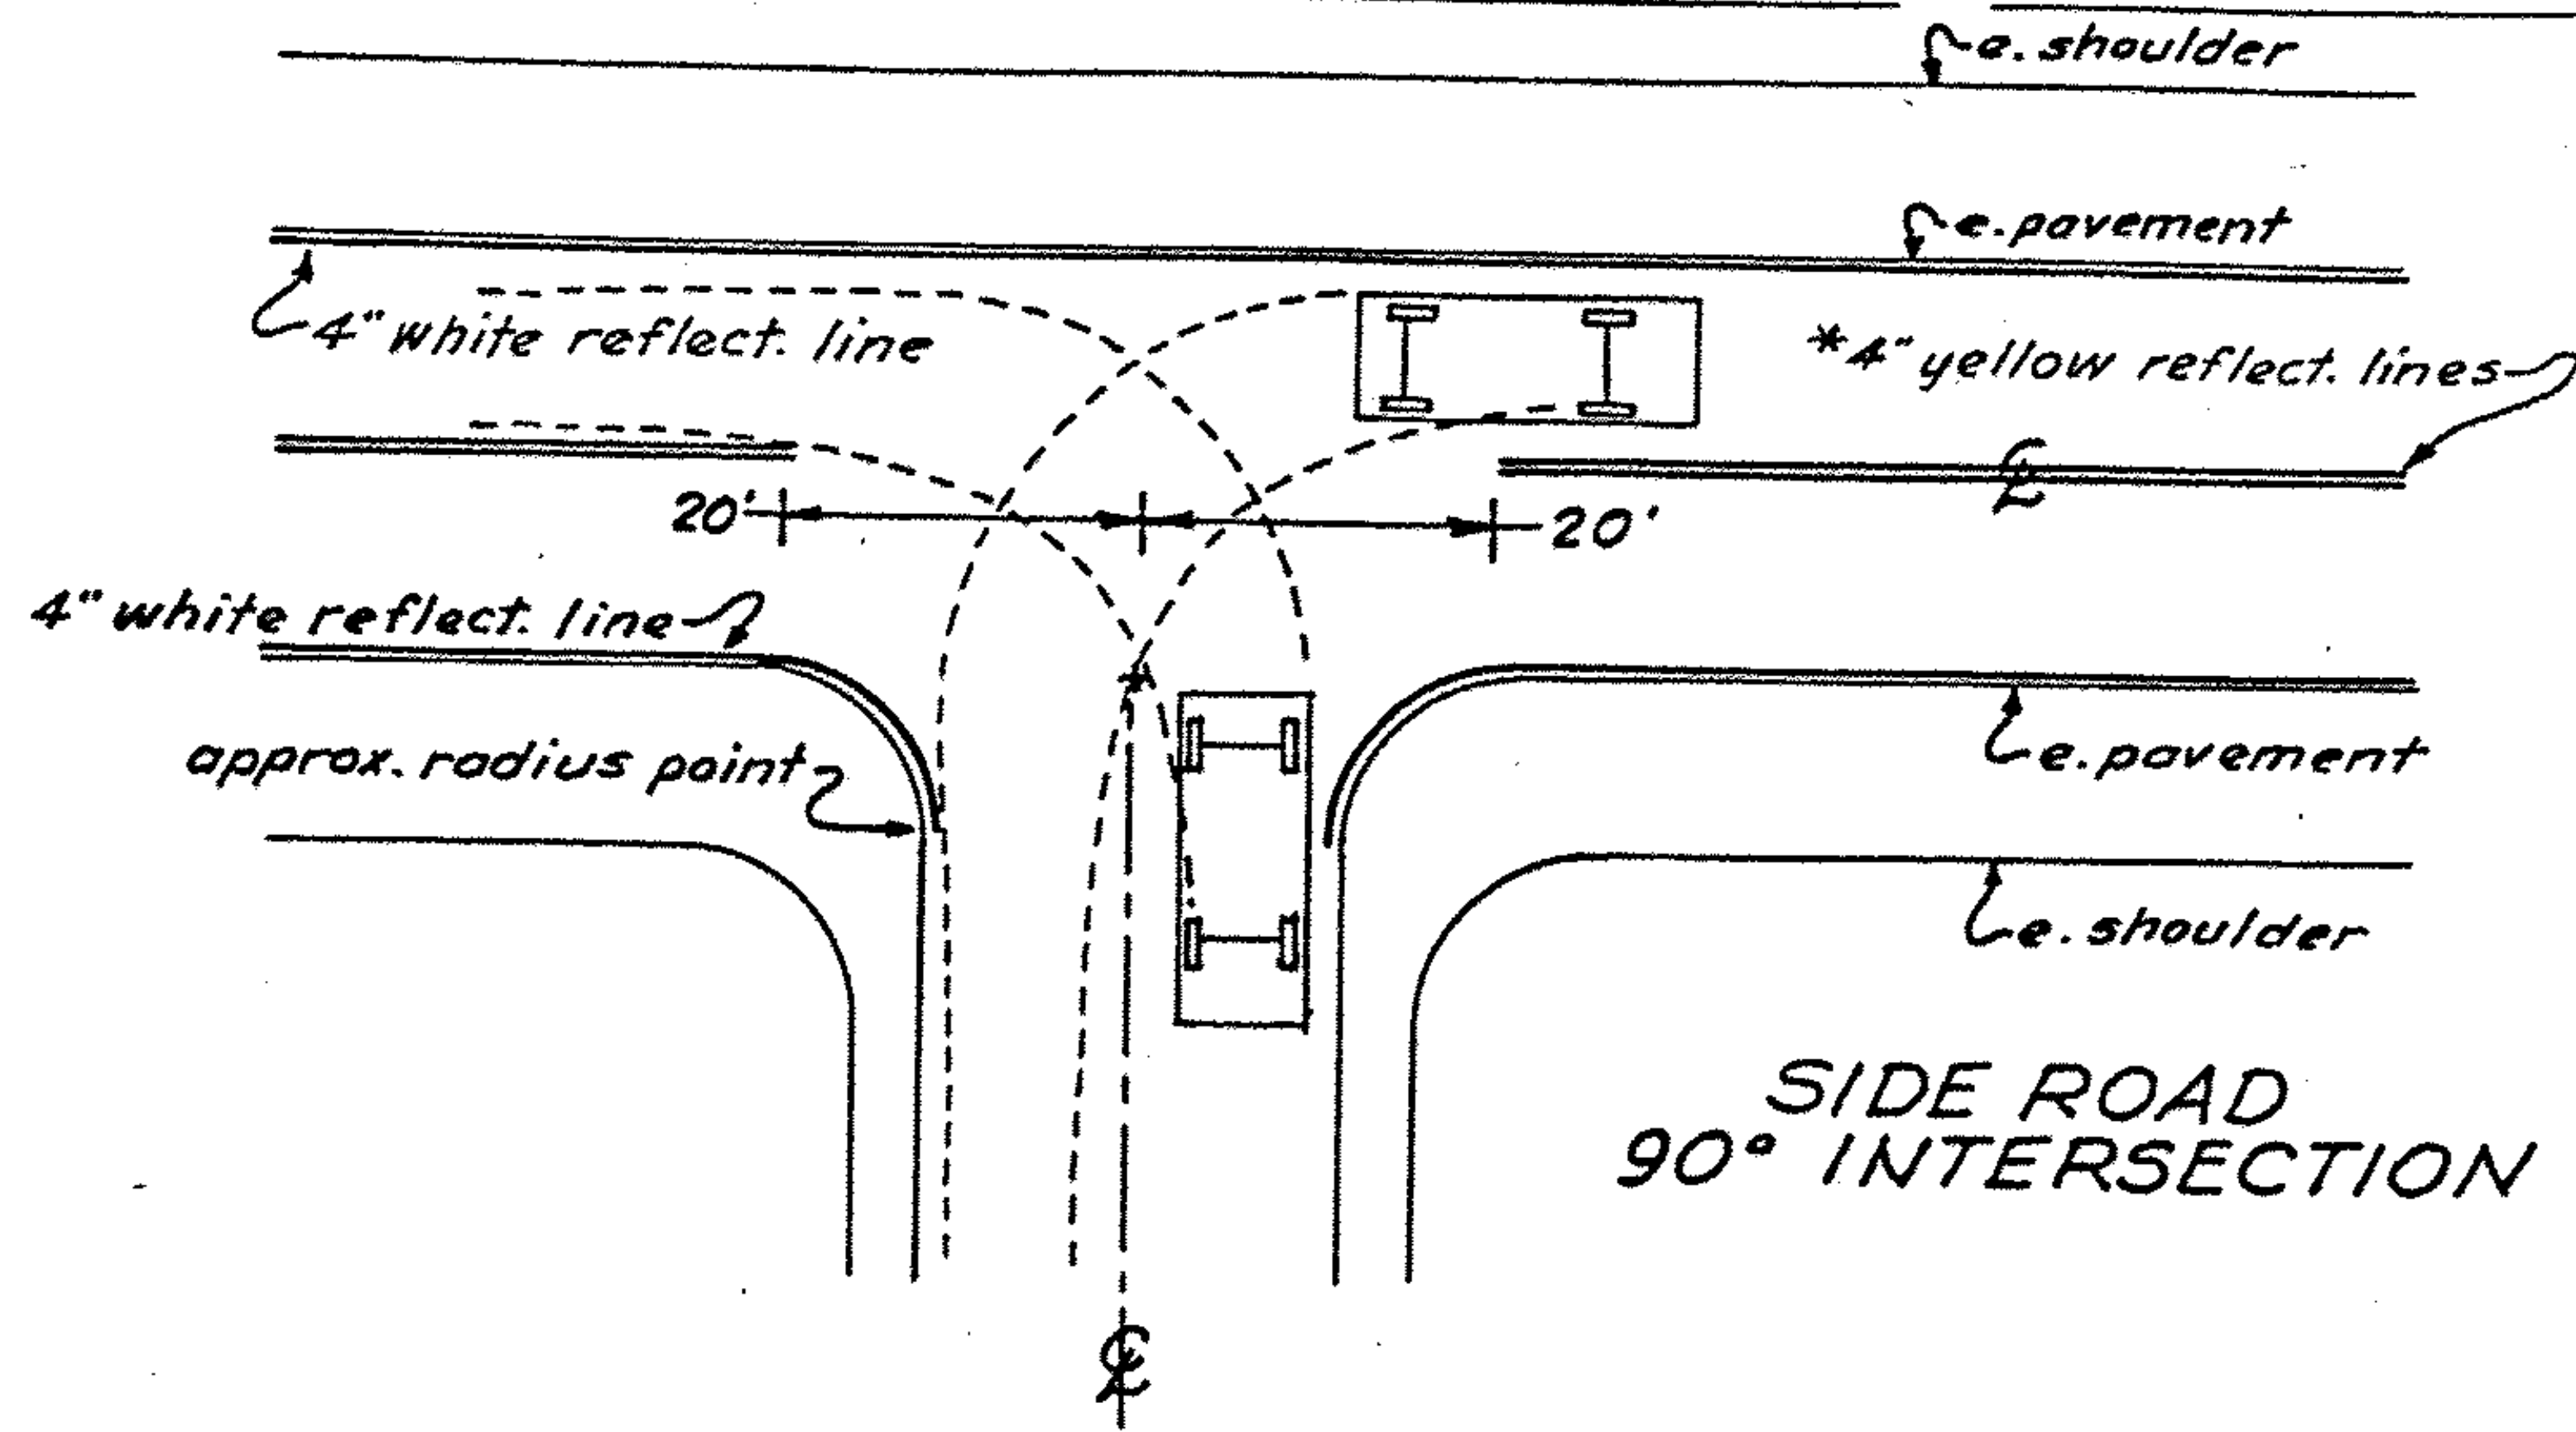 e. shoulder
e. pavement
4" white reflect. line
*4" yellow reflect. lines
℄
20' 20'
4" white reflect. line
approx. radius point
e. pavement
e. shoulder
SIDE ROAD
90° INTERSECTION
℄